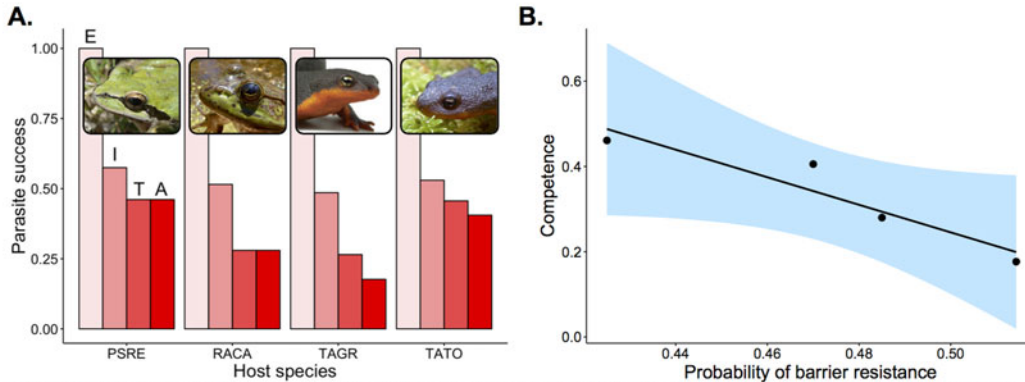 A.
E
I
T A
1.00
0.75
0.50
0.25
0.00
Parasite success
PSRE RACA TAGR TATO
Host species
B.
0.6
0.4
0.2
0.0
Competence
0.44 0.46 0.48 0.50
Probability of barrier resistance